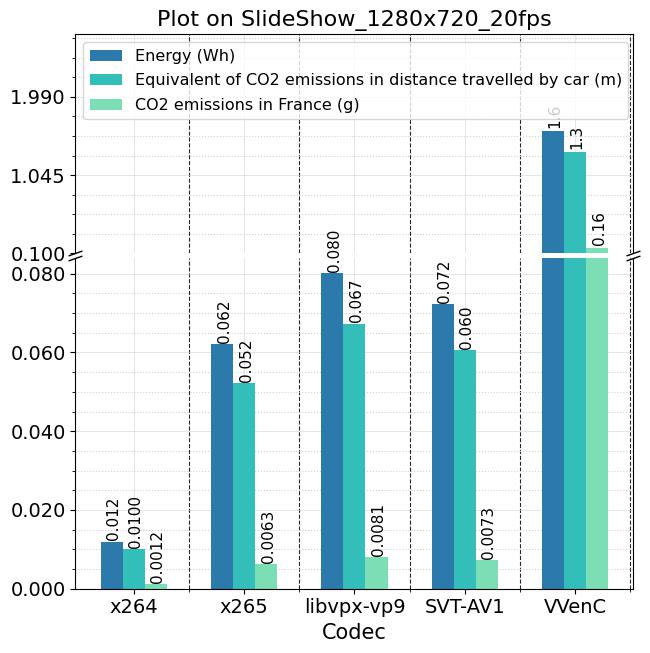 Plot on SlideShow_1280x720_20fps
Energy (Wh)
Equivalent of CO2 emissions in distance travelled by car (m)
CO2 emissions in France (g)
1.990
1.045
0.100
0.080
0.060
0.040
0.020
0.000
0.012
0.0100
0.0012
0.062
0.052
0.0063
0.080
0.067
0.0081
0.072
0.060
0.0073
1.6
1.3
0.16
x264
x265
libvpx-vp9
SVT-AV1
VVenC
Codec